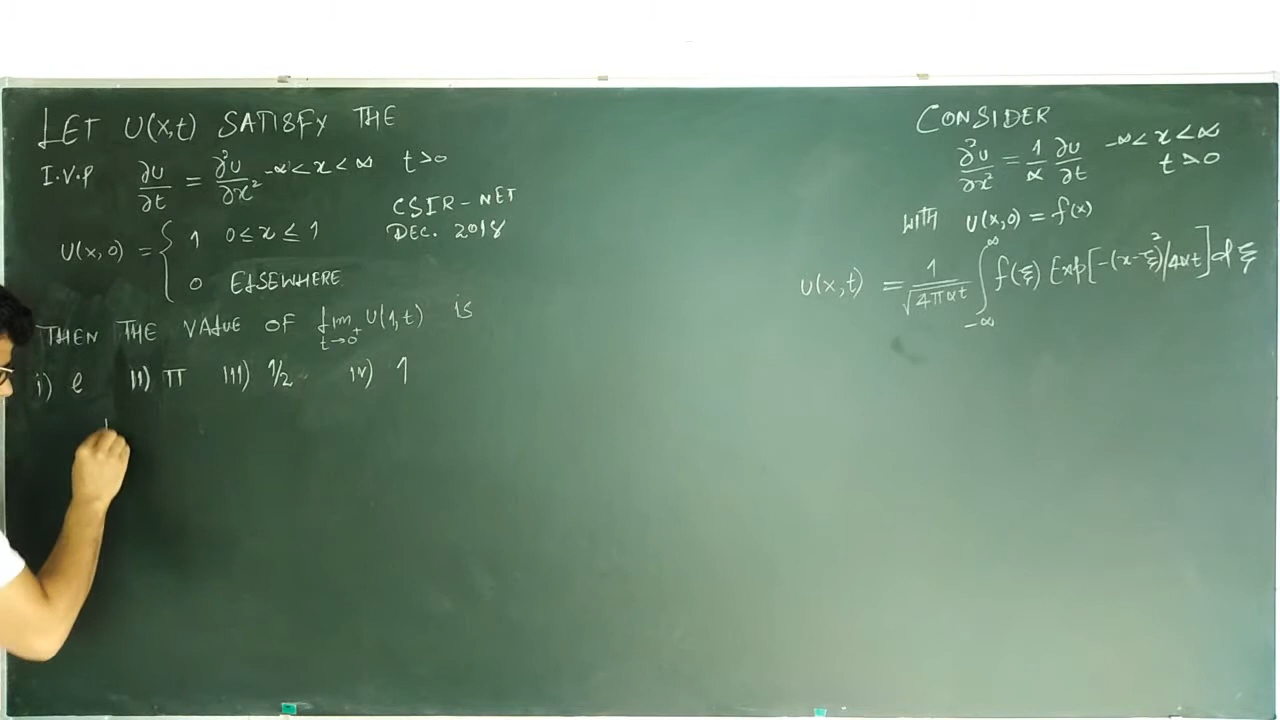 LET U(x,t) SATISFY THE
I.V.P ∂u/∂t = ∂²u/∂x² -∞<x<∞ t>0
CSIR-NET
DEC. 2018
U(x,0) = { 1 0≤x≤1
0 ELSEWHERE
THEN THE VALUE OF lim t→0⁺ U(1,t) is
i) e ii) π iii) 1/2 iv) 1
CONSIDER
∂²u/∂x² = 1/α ∂u/∂t -∞<x<∞
t>0
WITH U(x,0) = f(x)
U(x,t) = 1/√4παt ∫_{-∞}^{∞} f(ξ) Exp[-(x-ξ)²/4αt] dξ